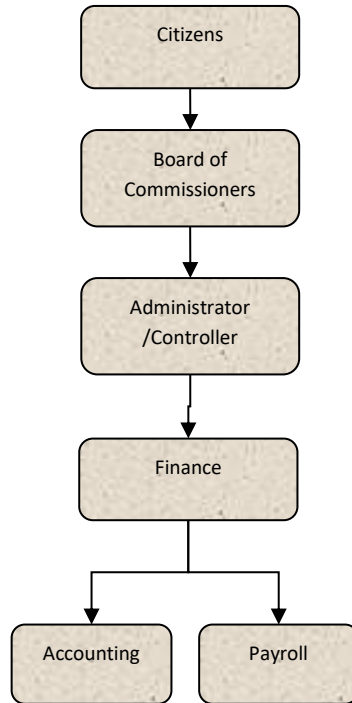 Citizens
Board of
Commissioners
Administrator
/Controller
Finance
Accounting
Payroll